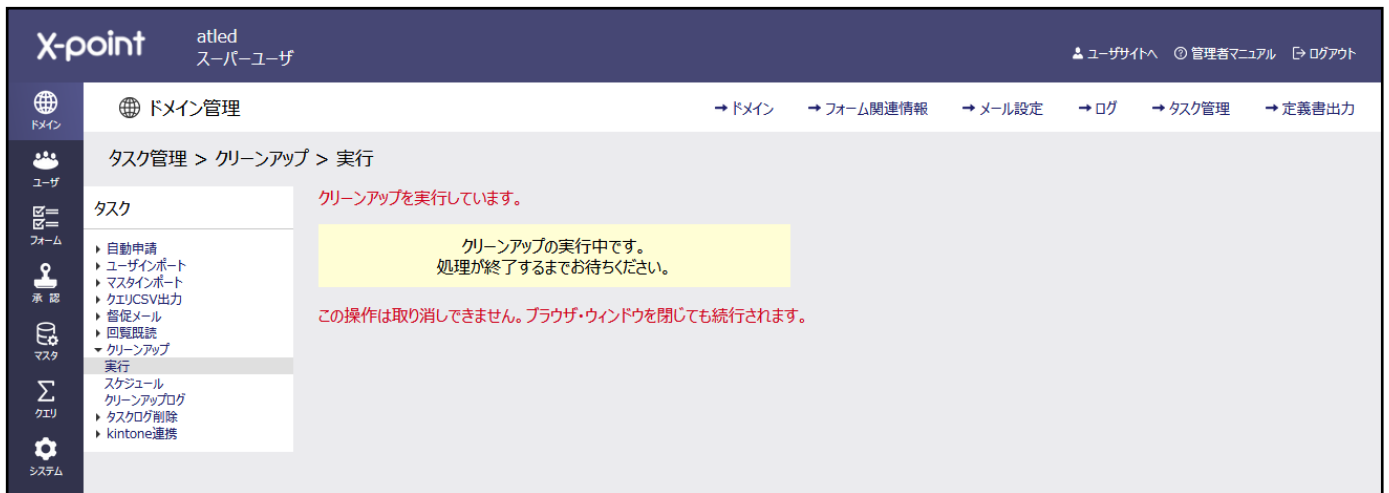 X-point
atled
スーパーユーザ
ユーザサイトへ 管理者マニュアル ログアウト
ドメイン
ドメイン管理
→ドメイン →フォーム関連情報 →メール設定 →ログ →タスク管理 →定義書出力
タスク管理 > クリーンアップ > 実行
ユーザ
フォーム
承認
マスタ
クエリ
システム
タスク
自動申請
ユーザインポート
マスタインポート
クエリCSV出力
督促メール
回覧既読
クリーンアップ
実行
スケジュール
クリーンアップログ
タスクログ削除
kintone連携
クリーンアップを実行しています。
クリーンアップの実行中です。
処理が終了するまでお待ちください。
この操作は取り消しできません。ブラウザ・ウィンドウを閉じても続行されます。